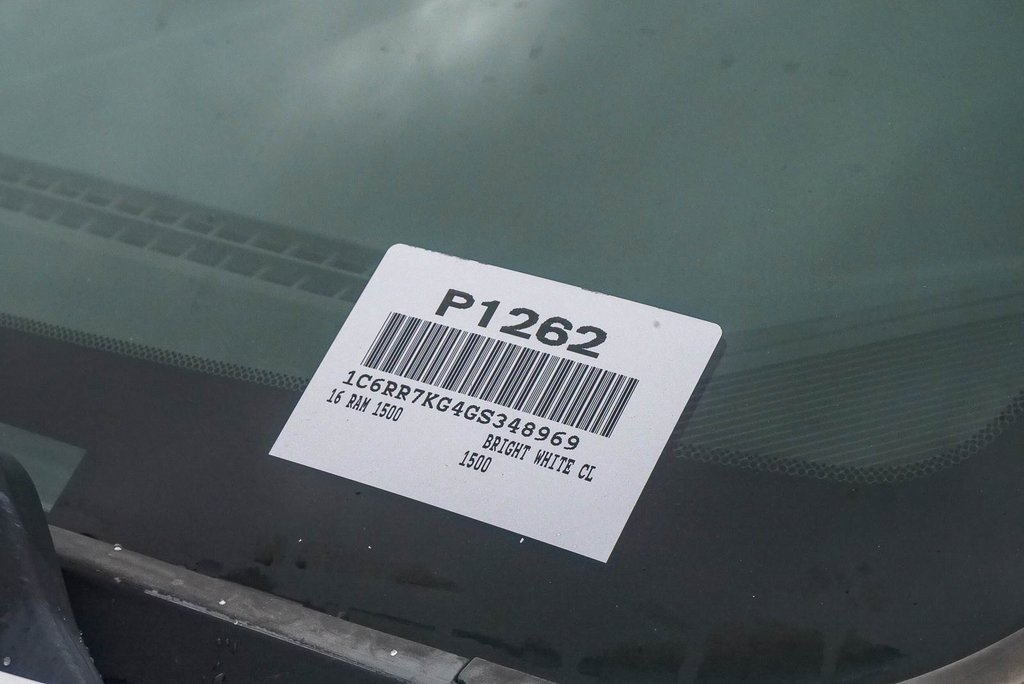 P1262
1C6RR7KG4GS348969
16 RAM 1500
BRIGHT WHITE CL
1500